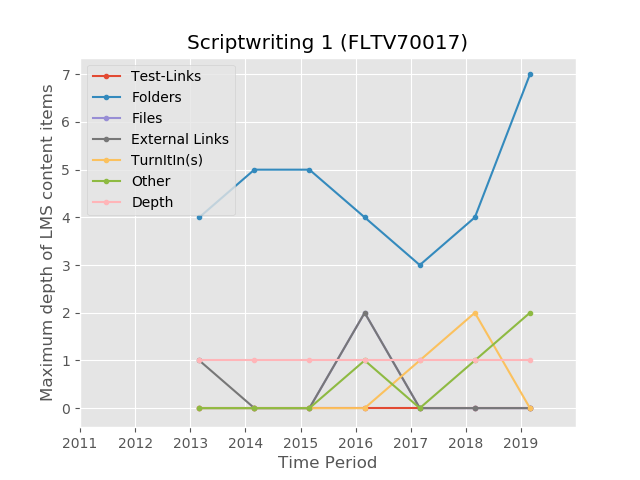 Scriptwriting 1 (FLTV70017)
Maximum depth of LMS content items
7
6
5
4
3
2
1
0
Test-Links
Folders
Files
External Links
TurnItIn(s)
Other
Depth
2011 2012 2013 2014 2015 2016 2017 2018 2019
Time Period